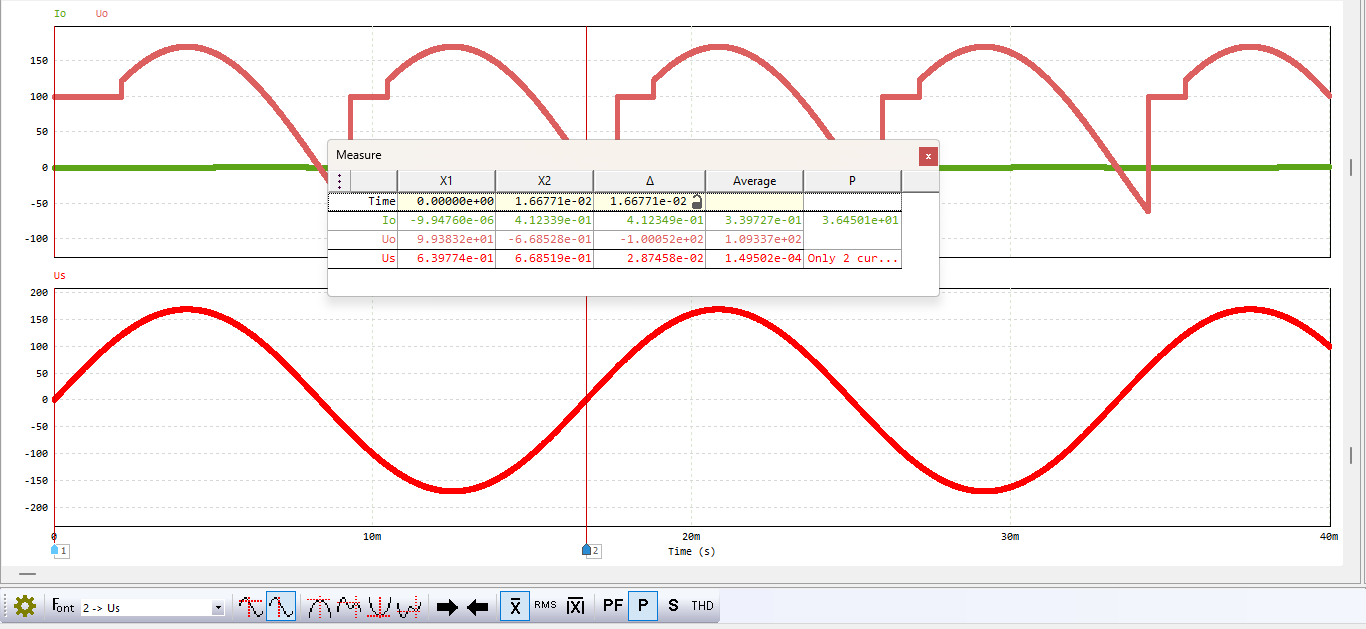 Io Uo
150
100
50
0
-50
-100
Measure x
X1 X2 Δ Average P
Time 0.00000e+00 1.66771e-02 1.66771e-02
Io -9.94760e-06 4.12339e-01 4.12349e-01 3.39727e-01 3.64501e+01
Uo 9.93832e+01 -6.68528e-01 -1.00052e+02 1.09337e+02
Us 6.39774e-01 6.68519e-01 2.87458e-02 1.49502e-04 Only 2 cur...
Us
200
150
100
50
0
-50
-100
-150
-200
0 10m 20m 30m 40m
1 2 Time (s)
Font 2 -> Us X RMS |X| PF P S THD